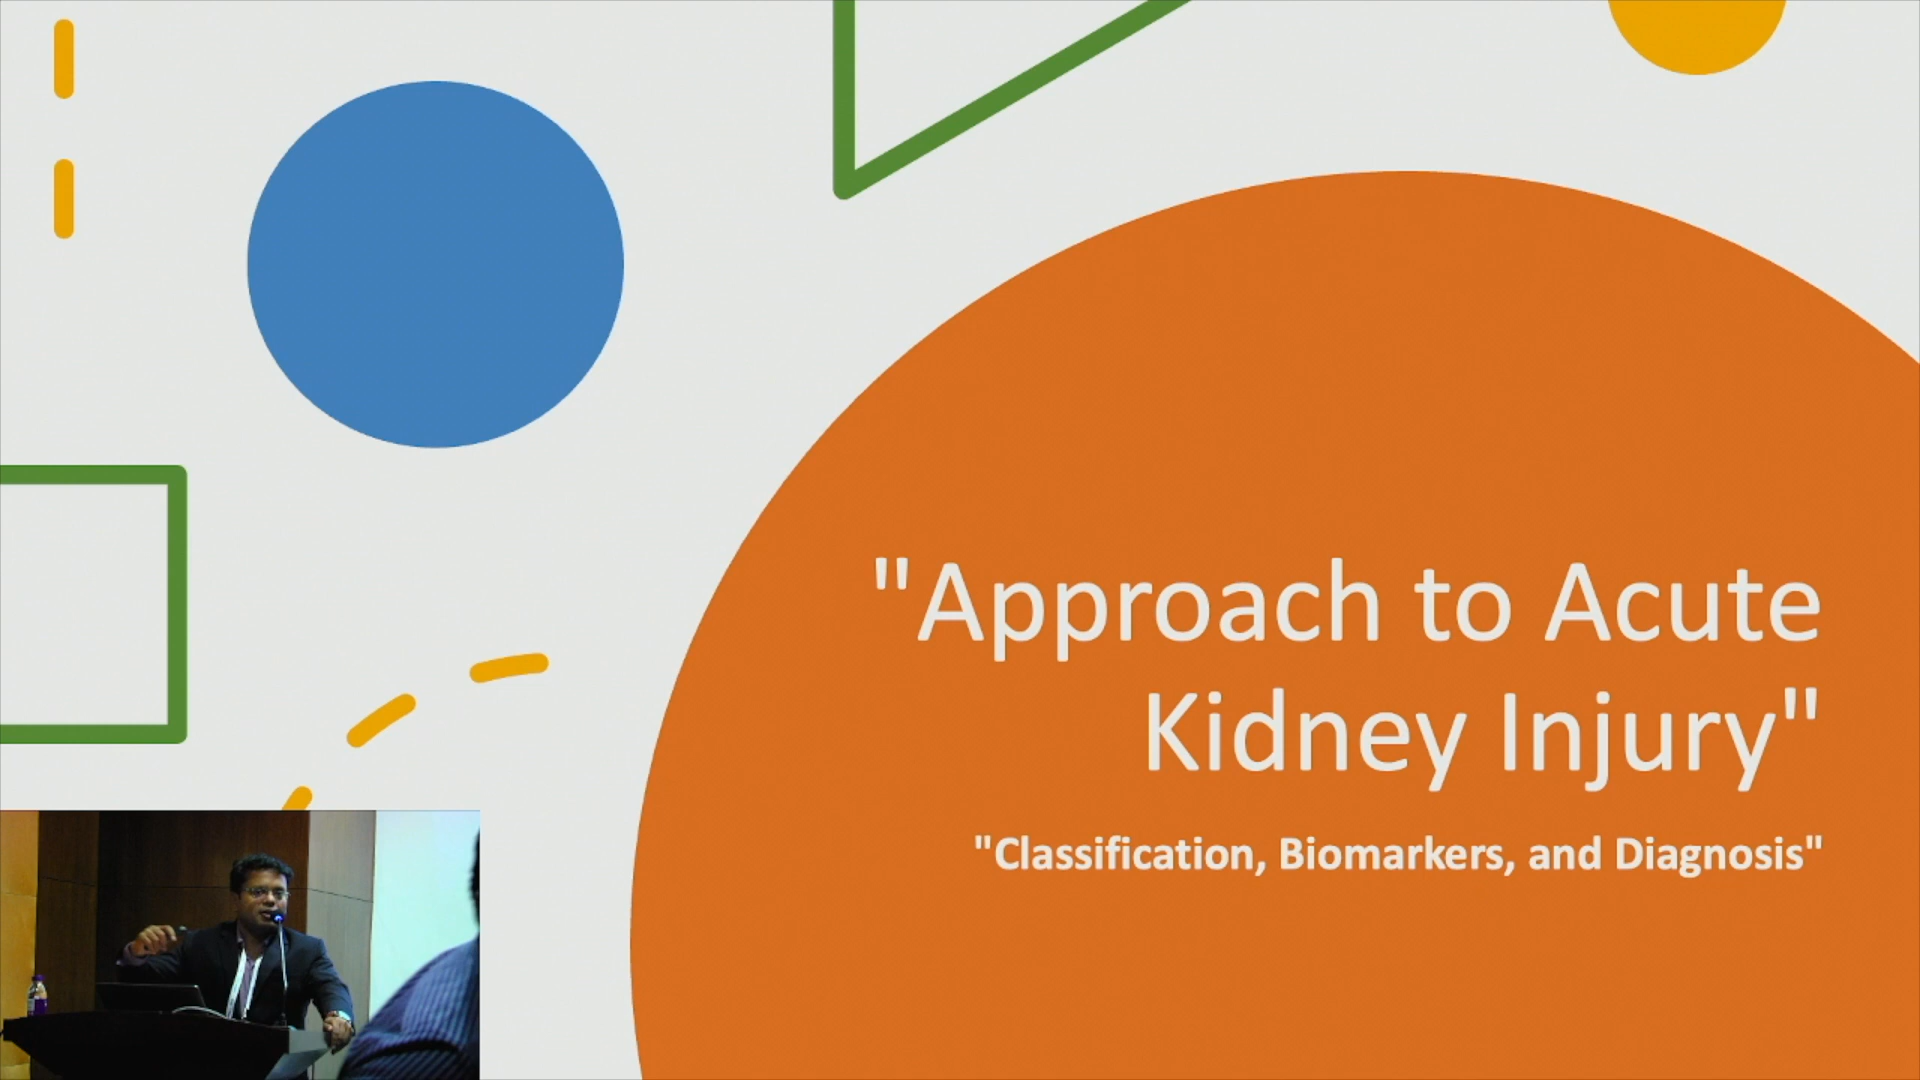 "Approach to Acute
Kidney Injury"
"Classification, Biomarkers, and Diagnosis"